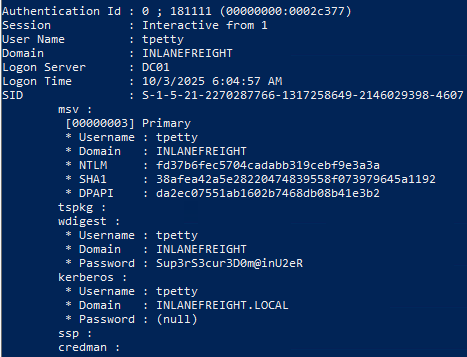 Authentication Id : 0 ; 181111 (00000000:0002c377)
Session : Interactive from 1
User Name : tpetty
Domain : INLANEFREIGHT
Logon Server : DC01
Logon Time : 10/3/2025 6:04:57 AM
SID : S-1-5-21-2270287766-1317258649-2146029398-4607
msv :
[00000003] Primary
* Username : tpetty
* Domain : INLANEFREIGHT
* NTLM : fd37b6fec5704cadabb319cebf9e3a3a
* SHA1 : 38afea42a5e28220474839558f073979645a1192
* DPAPI : da2ec07551ab1602b7468db08b41e3b2
tspkg :
wdigest :
* Username : tpetty
* Domain : INLANEFREIGHT
* Password : Sup3rS3cur3D0m@inU2eR
kerberos :
* Username : tpetty
* Domain : INLANEFREIGHT.LOCAL
* Password : (null)
ssp :
credman :